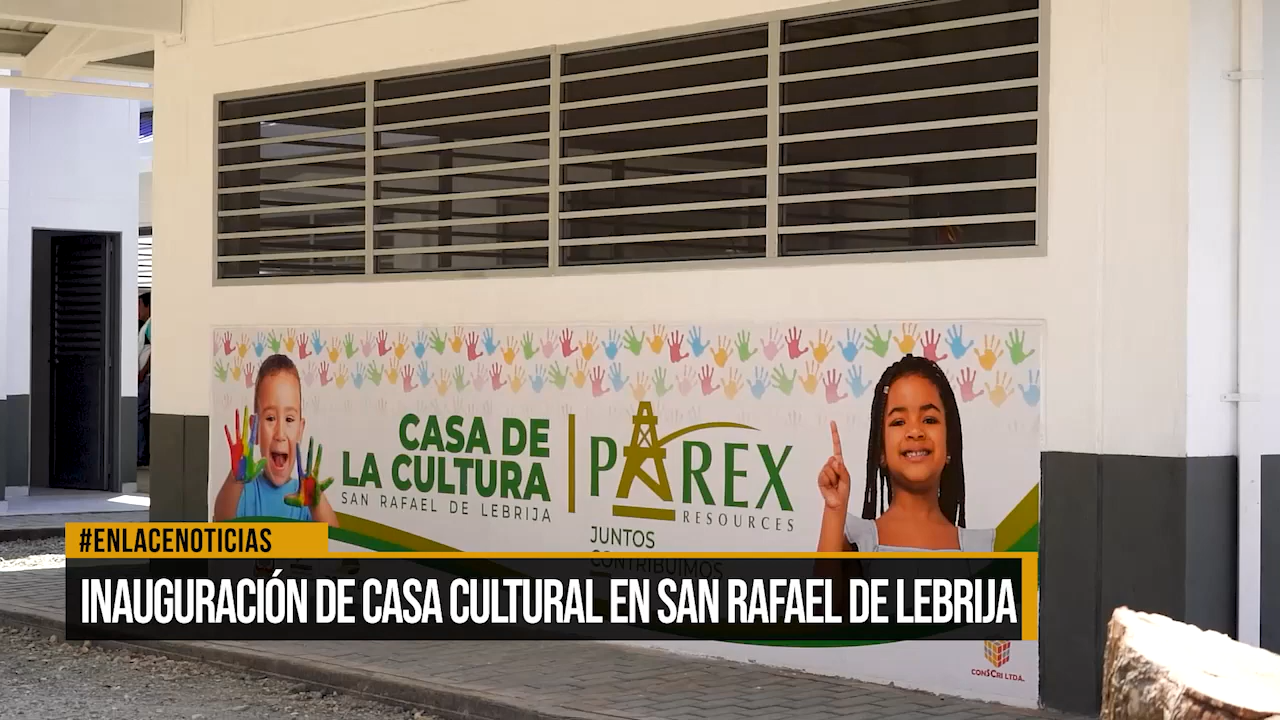 CASA DE
LA CULTURA
SAN RAFAEL DE LEBRIJA
PAREX
RESOURCES
JUNTOS
CONTRIBUIMOS
#ENLACENOTICIAS
INAUGURACIÓN DE CASA CULTURAL EN SAN RAFAEL DE LEBRIJA
CONSCRI LTDA.